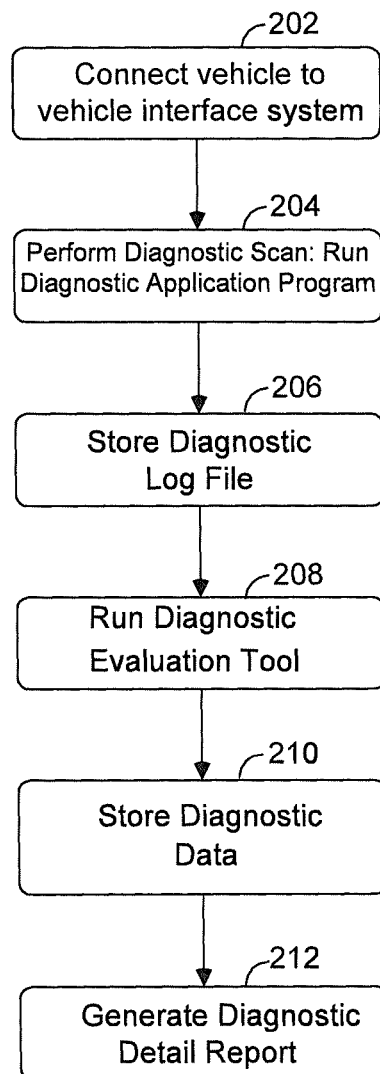 202
Connect vehicle to
vehicle interface system
204
Perform Diagnostic Scan: Run
Diagnostic Application Program
206
Store Diagnostic
Log File
208
Run Diagnostic
Evaluation Tool
210
Store Diagnostic
Data
212
Generate Diagnostic
Detail Report